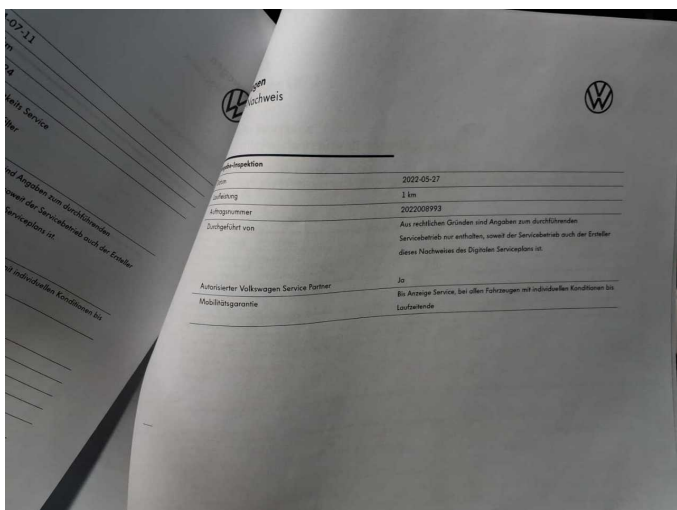 -07-11
m
24
keits Service
ilter
nd Angaben zum durchführenden
soweit der Servicebetrieb auch der Ersteller
Serviceplans ist.
mit individuellen Konditionen bis
gen
Nachweis
Inspektion
2022-05-27
Laufleistung
1 km
Auftragsnummer
2022008993
Durchgeführt von
Aus rechtlichen Gründen sind Angaben zum durchführenden
Servicebetrieb nur enthalten, soweit der Servicebetrieb auch der Ersteller
dieses Nachweises des Digitalen Serviceplans ist.
Autorisierter Volkswagen Service Partner
Ja
Mobilitätsgarantie
Bis Anzeige Service, bei allen Fahrzeugen mit individuellen Konditionen bis
Laufzeitende